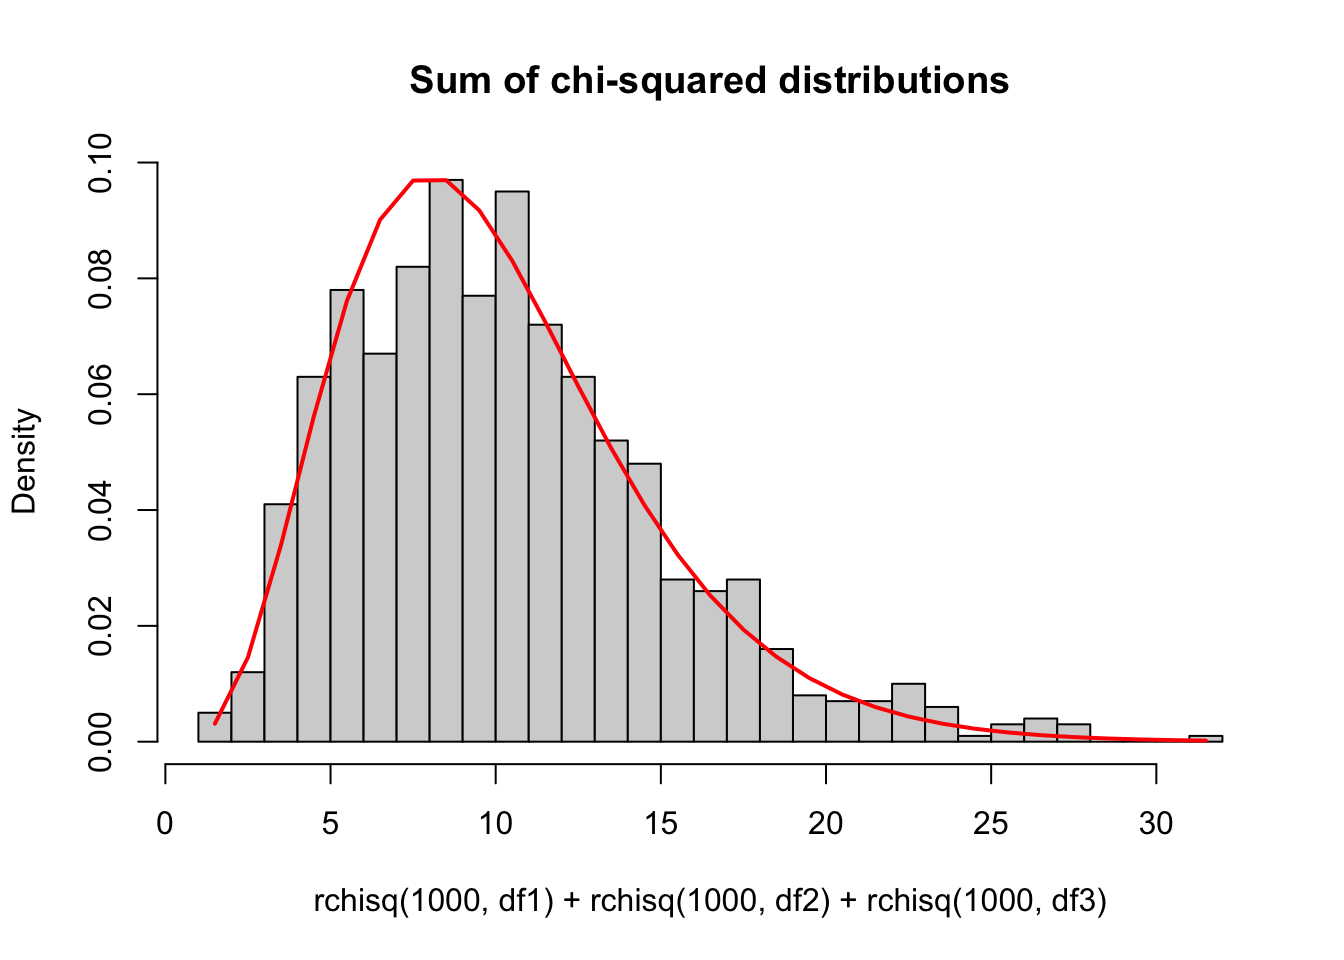 Sum of chi-squared distributions
Density
0.10
0.08
0.06
0.04
0.02
0.00
0 5 10 15 20 25 30
rchisq(1000, df1) + rchisq(1000, df2) + rchisq(1000, df3)